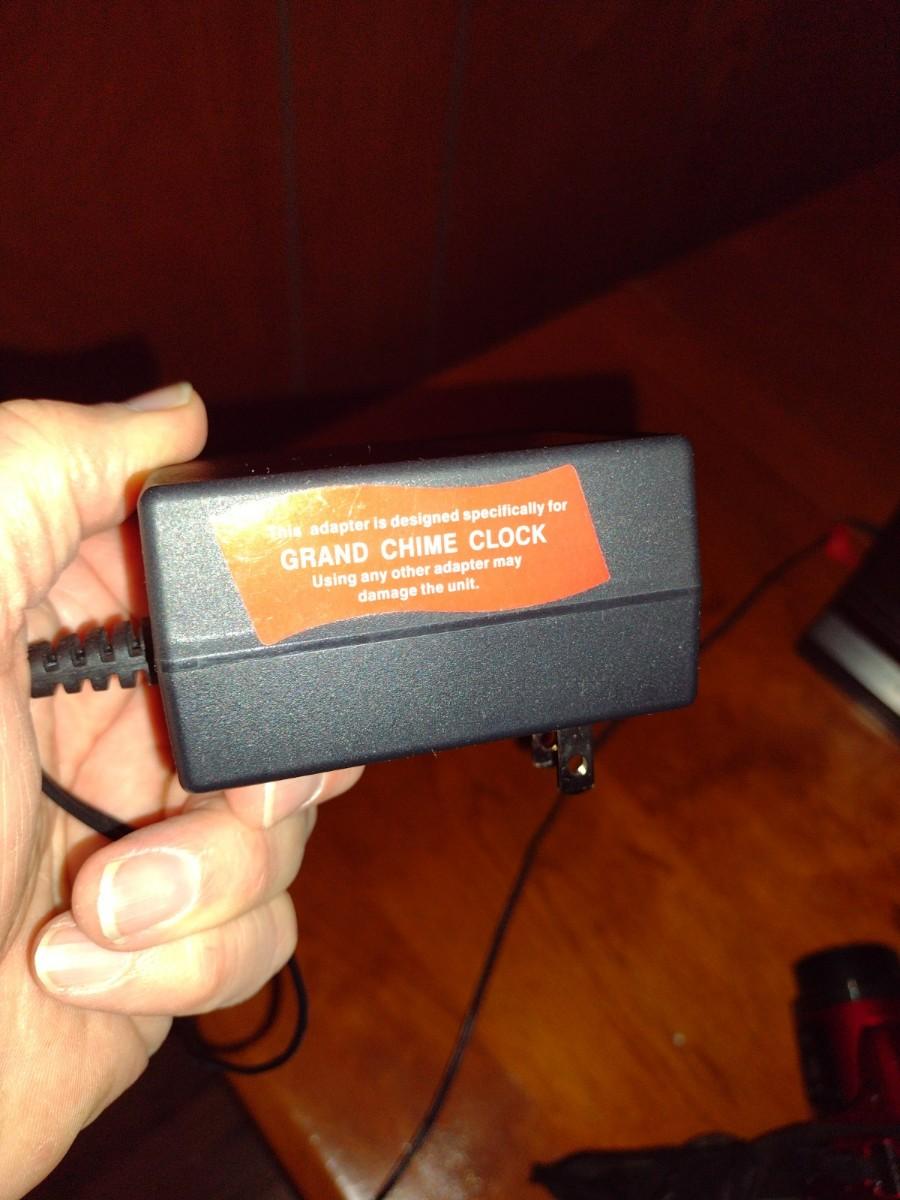 This adapter is designed specifically for
GRAND CHIME CLOCK
Using any other adapter may
damage the unit.